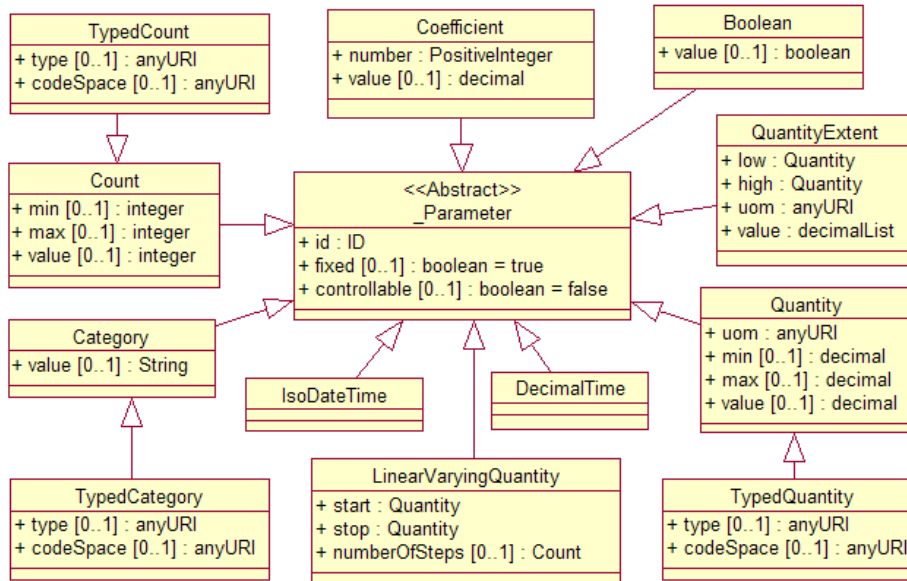 TypedCount
+ type [0..1] : anyURI
+ codeSpace [0..1] : anyURI
Coefficient
+ number : PositiveInteger
+ value [0..1] : decimal
Boolean
+ value [0..1] : boolean
QuantityExtent
+ low : Quantity
+ high : Quantity
+ uom : anyURI
+ value : decimalList
Count
+ min [0..1] : integer
+ max [0..1] : integer
+ value [0..1] : integer
<<Abstract>>
_Parameter
+ id : ID
+ fixed [0..1] : boolean = true
+ controllable [0..1] : boolean = false
Category
+ value [0..1] : String
Quantity
+ uom : anyURI
+ min [0..1] : decimal
+ max [0..1] : decimal
+ value [0..1] : decimal
IsoDateTime
DecimalTime
TypedCategory
+ type [0..1] : anyURI
+ codeSpace [0..1] : anyURI
LinearVaryingQuantity
+ start : Quantity
+ stop : Quantity
+ numberOfSteps [0..1] : Count
TypedQuantity
+ type [0..1] : anyURI
+ codeSpace [0..1] : anyURI